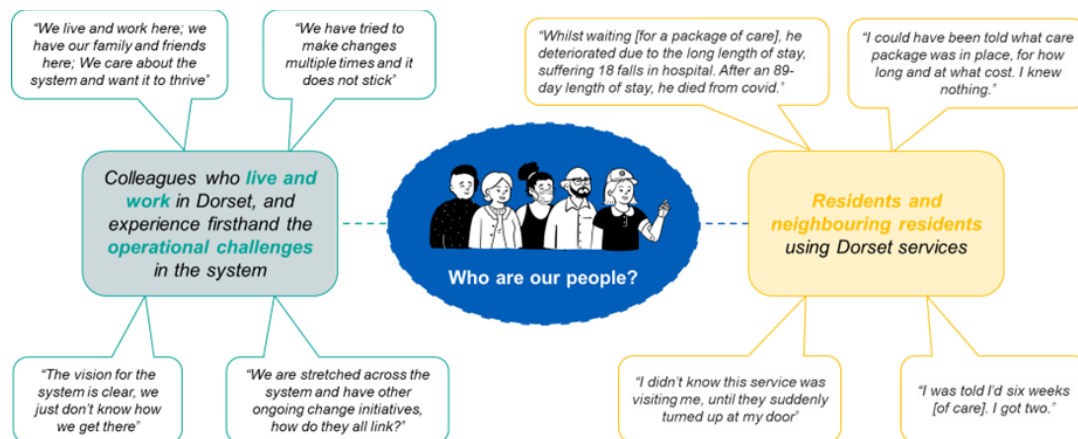 “We live and work here; we
have our family and friends
here; We care about the
system and want it to thrive”
“We have tried to
make changes
multiple times and it
does not stick”
“Whilst waiting [for a package of care], he
deteriorated due to the long length of stay,
suffering 18 falls in hospital. After an 89-
day length of stay, he died from covid.”
“I could have been told what care
package was in place, for how
long and at what cost. I knew
nothing.”
Colleagues who live and
work in Dorset, and
experience firsthand the
operational challenges
in the system
Who are our people?
Residents and
neighbouring residents
using Dorset services
“The vision for the
system is clear, we
just don’t know how
we get there”
“We are stretched across the
system and have other
ongoing change initiatives,
how do they all link?”
“I didn’t know this service was
visiting me, until they suddenly
turned up at my door”
“I was told I’d six weeks
[of care]. I got two.”